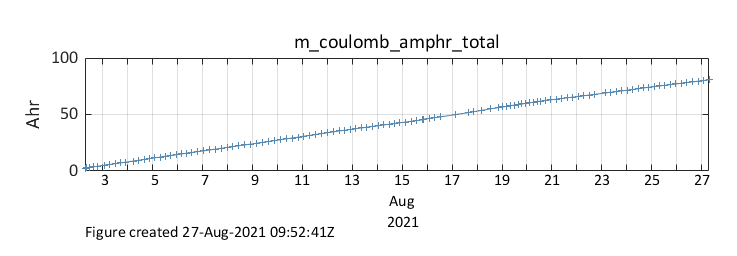 m_coulomb_amphr_total
100
50
0
Ahr
3 5 7 9 11 13 15 17 19 21 23 25 27
Aug
2021
Figure created 27-Aug-2021 09:52:41Z